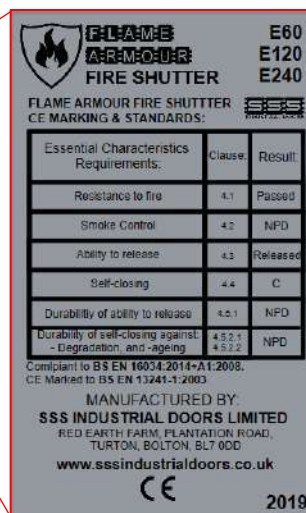 FLAME
ARMOUR
FIRE SHUTTER
E60
E120
E240
FLAME ARMOUR FIRE SHUTTTER
CE MARKING & STANDARDS:
SSS
Essential Characteristics Requirements: Clause: Result:
Resistance to fire 4.1 Passed
Smoke Control 4.2 NPD
Ability to release 4.3 Released
Self-closing 4.4 C
Durability of ability to release 4.5.1 NPD
Durability of self-closing against: 4.5.2.1 NPD
- Degradation, and -ageing 4.5.2.2
Compliant to BS EN 16034:2014+A1:2008.
CE Marked to BS EN 13241-1:2003
MANUFACTURED BY:
SSS INDUSTRIAL DOORS LIMITED
RED EARTH FARM, PLANTATION ROAD,
TURTON, BOLTON, BL7 0DD
www.sssindustrialdoors.co.uk
CE
2019